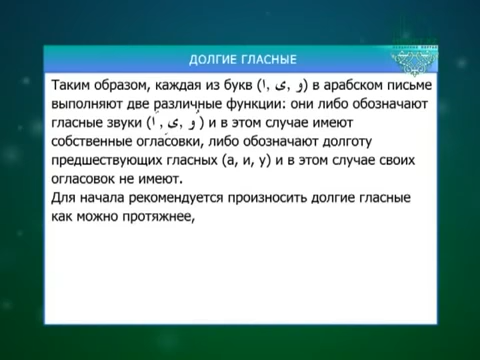 ДОЛГИЕ ГЛАСНЫЕ
Таким образом, каждая из букв (و ,ى ,ا) в арабском письме
выполняют две различные функции: они либо обозначают
гласные звуки (وُ ,ىِ ,اَ) и в этом случае имеют
собственные огласовки, либо обозначают долготу
предшествующих гласных (а, и, у) и в этом случае своих
огласовок не имеют.
Для начала рекомендуется произносить долгие гласные
как можно протяжнее,